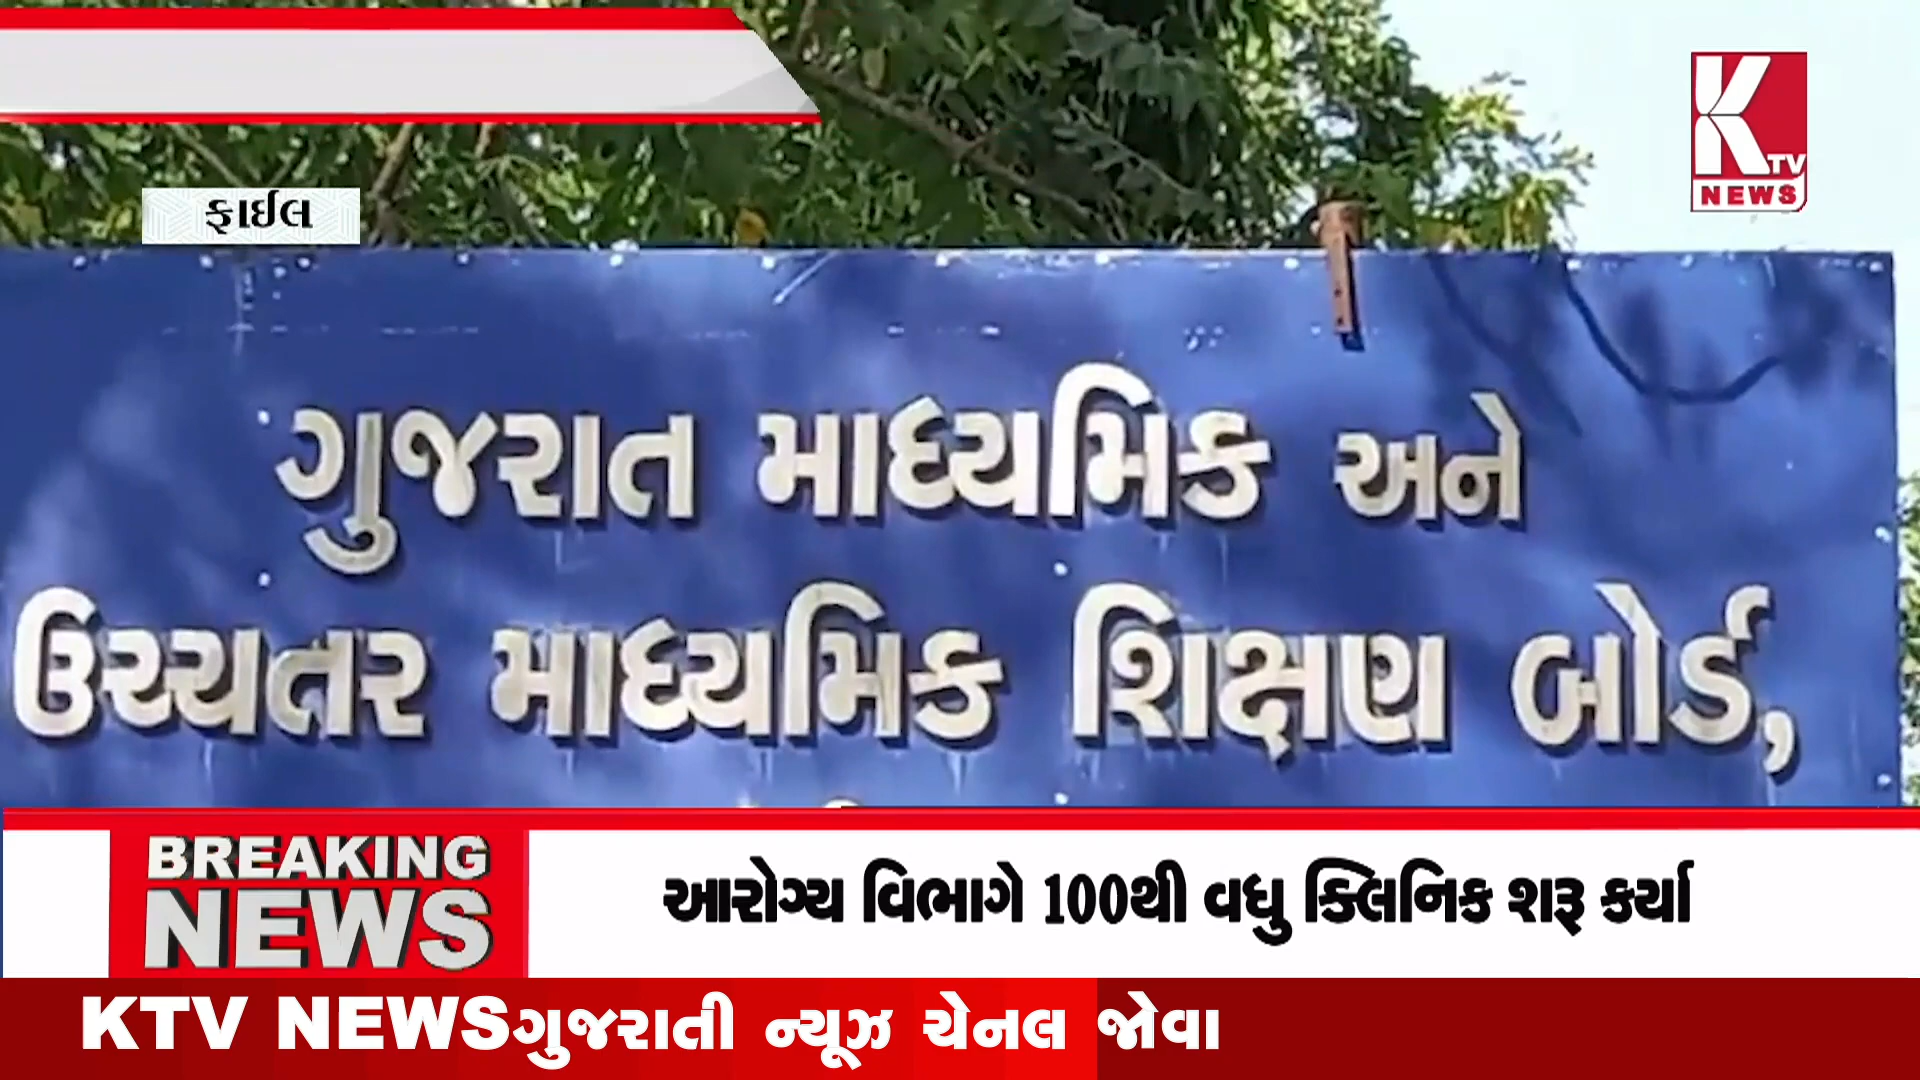 K TV
NEWS
ફાઈલ
ગુજરાત માધ્યમિક અને
ઉચ્ચતર માધ્યમિક શિક્ષણ બોર્ડ,
BREAKING
NEWS
આરોગ્ય વિભાગે 100થી વધુ ક્લિનિક શરૂ કર્યા
KTV NEWSગુજરાતી ન્યૂઝ ચેનલ જોવા